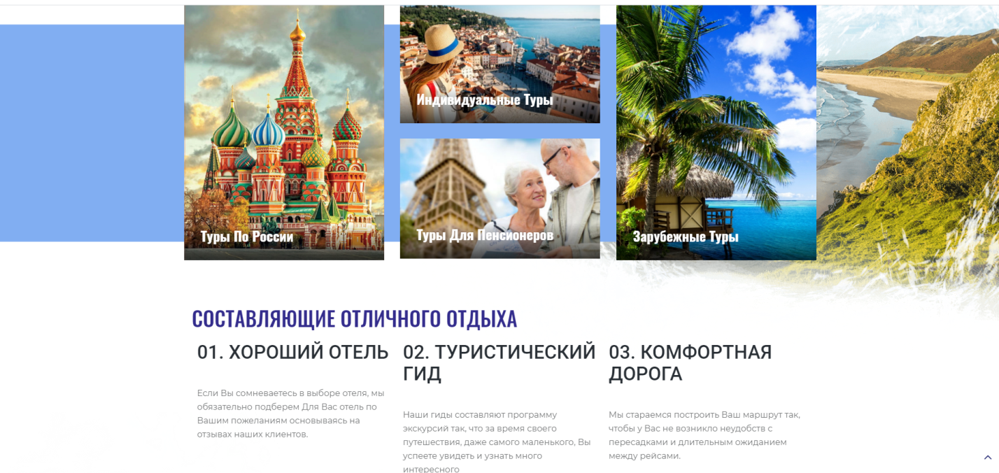 Туры По России
Индивидуальные Туры
Туры Для Пенсионеров
Зарубежные Туры
СОСТАВЛЯЮЩИЕ ОТЛИЧНОГО ОТДЫХА
01. ХОРОШИЙ ОТЕЛЬ
Если Вы сомневаетесь в выборе отеля, мы
обязательно подберем Для Вас отель по
Вашим пожеланиям основываясь на
отзывах наших клиентов.
02. ТУРИСТИЧЕСКИЙ
ГИД
Наши гиды составляют программу
экскурсий так, что за время своего
путешествия, даже самого маленького, Вы
успеете увидеть и узнать много
интересного
03. КОМФОРТНАЯ
ДОРОГА
Мы стараемся построить Ваш маршрут так,
чтобы у Вас не возникло неудобств с
пересадками и длительным ожиданием
между рейсами.